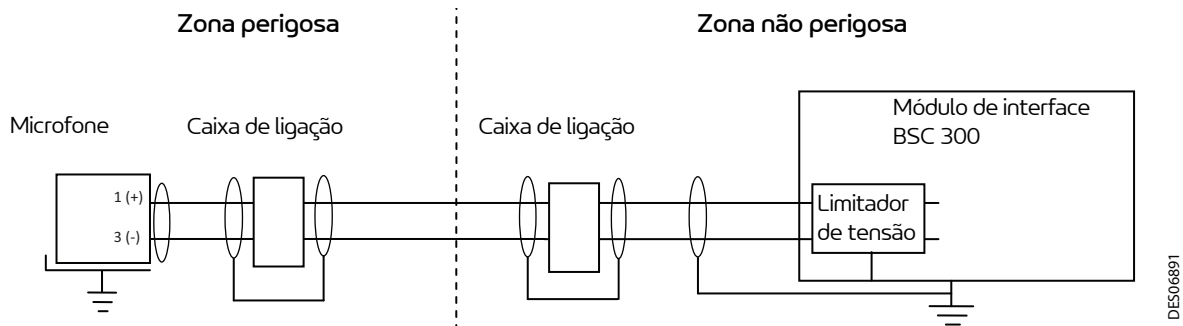 Zona perigosa
Zona não perigosa
Microfone
Caixa de ligação
Caixa de ligação
Módulo de interface
BSC 300
1 (+)
3 (-)
Limitador
de tensão
DES06891